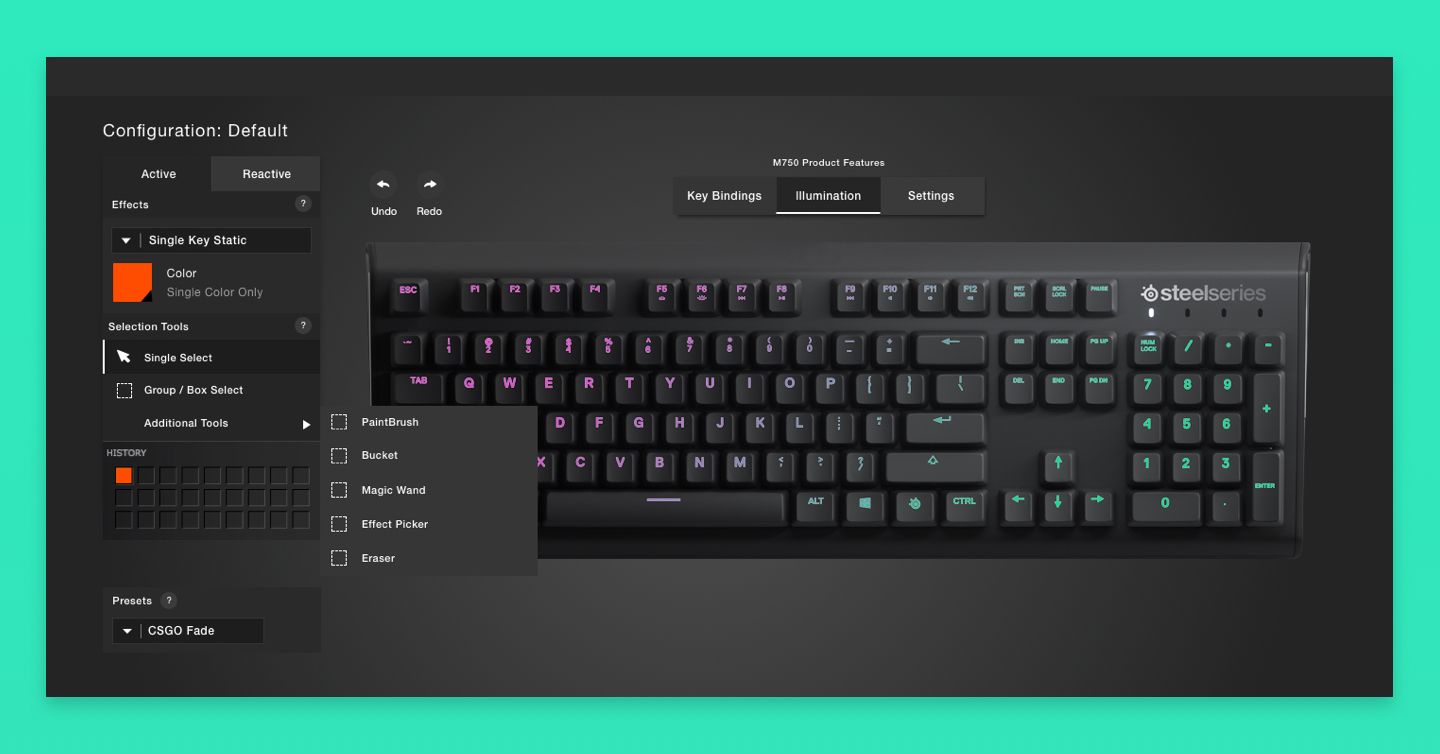 Configuration: Default
Active
Reactive
Effects
?
Single Key Static
Color
Single Color Only
Selection Tools
?
Single Select
Group / Box Select
Additional Tools
PaintBrush
Bucket
Magic Wand
Effect Picker
Eraser
HISTORY
Presets
?
CSGO Fade
Undo
Redo
M750 Product Features
Key Bindings
Illumination
Settings
steelseries
ESC F1 F2 F3 F4 F5 F6 F7 F8 F9 F10 F11 F12 PRT SCH SCRL LOCK PAUSE
! @ # $ % ^ & * ( ) _ +
1 2 3 4 5 6 7 8 9 0 - =
INS HOME PG UP NUM LOCK / * -
TAB Q W E R T Y U I O P { } \ DEL END PG DN 7 8 9 +
D F G H J K L 4 5 6
X C V B N M < > ? 1 2 3 ENTER
ALT CTRL 0 .